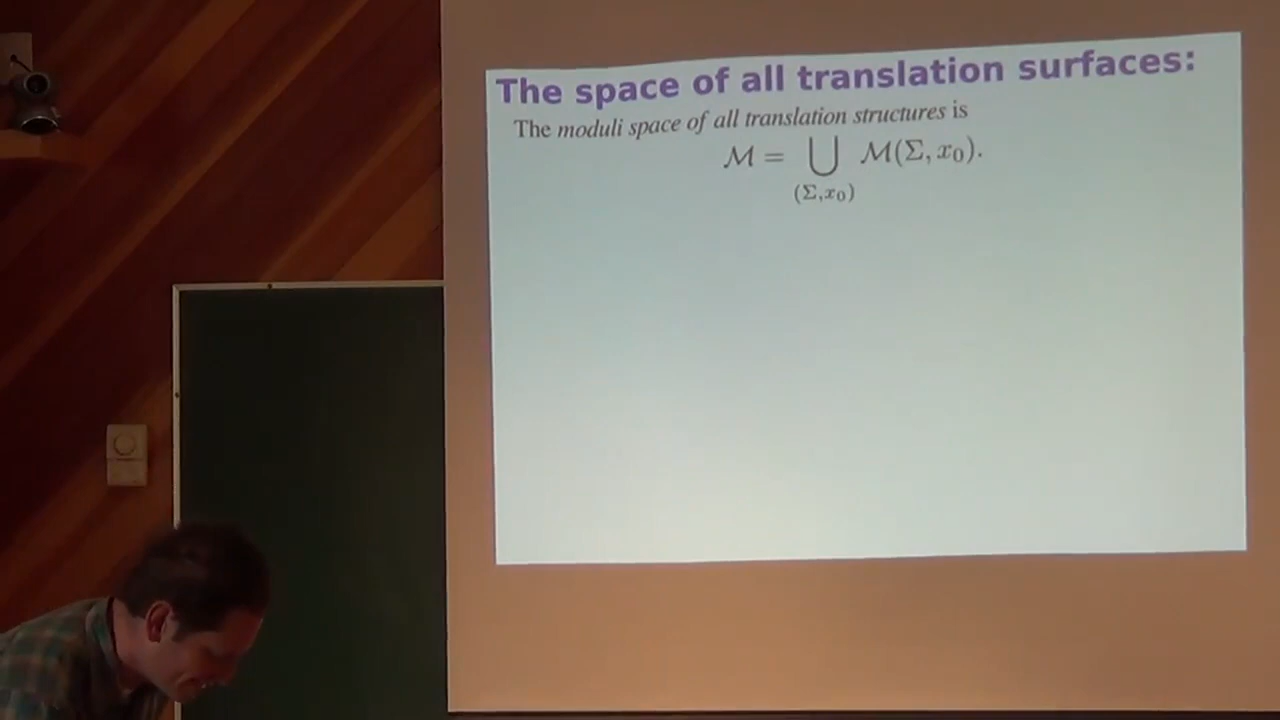 The space of all translation surfaces:
The moduli space of all translation structures is
ℳ = ⋃ ℳ(Σ, x₀).
(Σ,x₀)